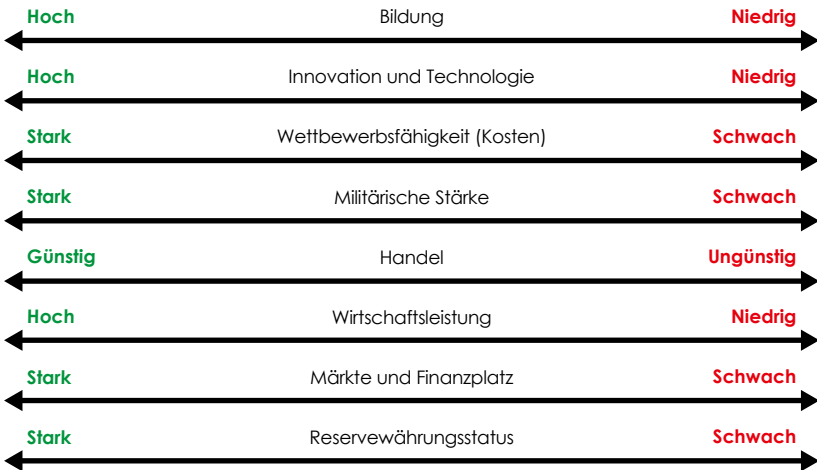 Hoch Bildung Niedrig
Hoch Innovation und Technologie Niedrig
Stark Wettbewerbsfähigkeit (Kosten) Schwach
Stark Militärische Stärke Schwach
Günstig Handel Ungünstig
Hoch Wirtschaftsleistung Niedrig
Stark Märkte und Finanzplatz Schwach
Stark Reservewährungsstatus Schwach